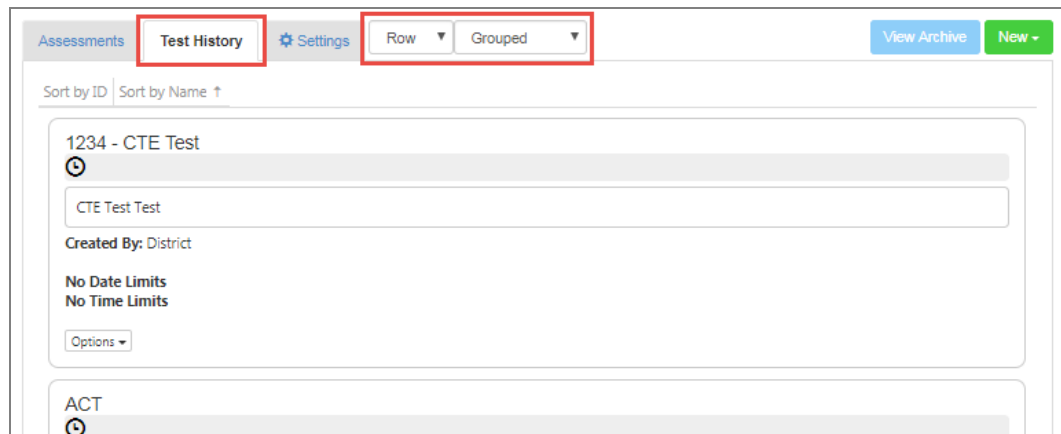 Assessments Test History Settings Row Grouped View Archive New
Sort by ID Sort by Name ↑
1234 - CTE Test
CTE Test Test
Created By: District
No Date Limits
No Time Limits
Options
ACT